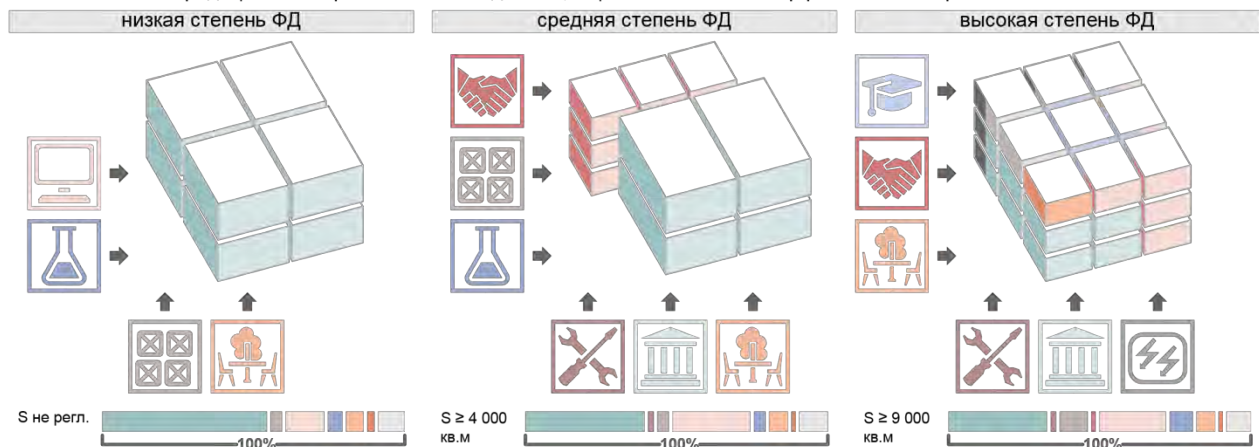 низкая степень ФД
средняя степень ФД
высокая степень ФД
S не регл.
100%
S ≥ 4 000
кв.м
100%
S ≥ 9 000
кв.м
100%